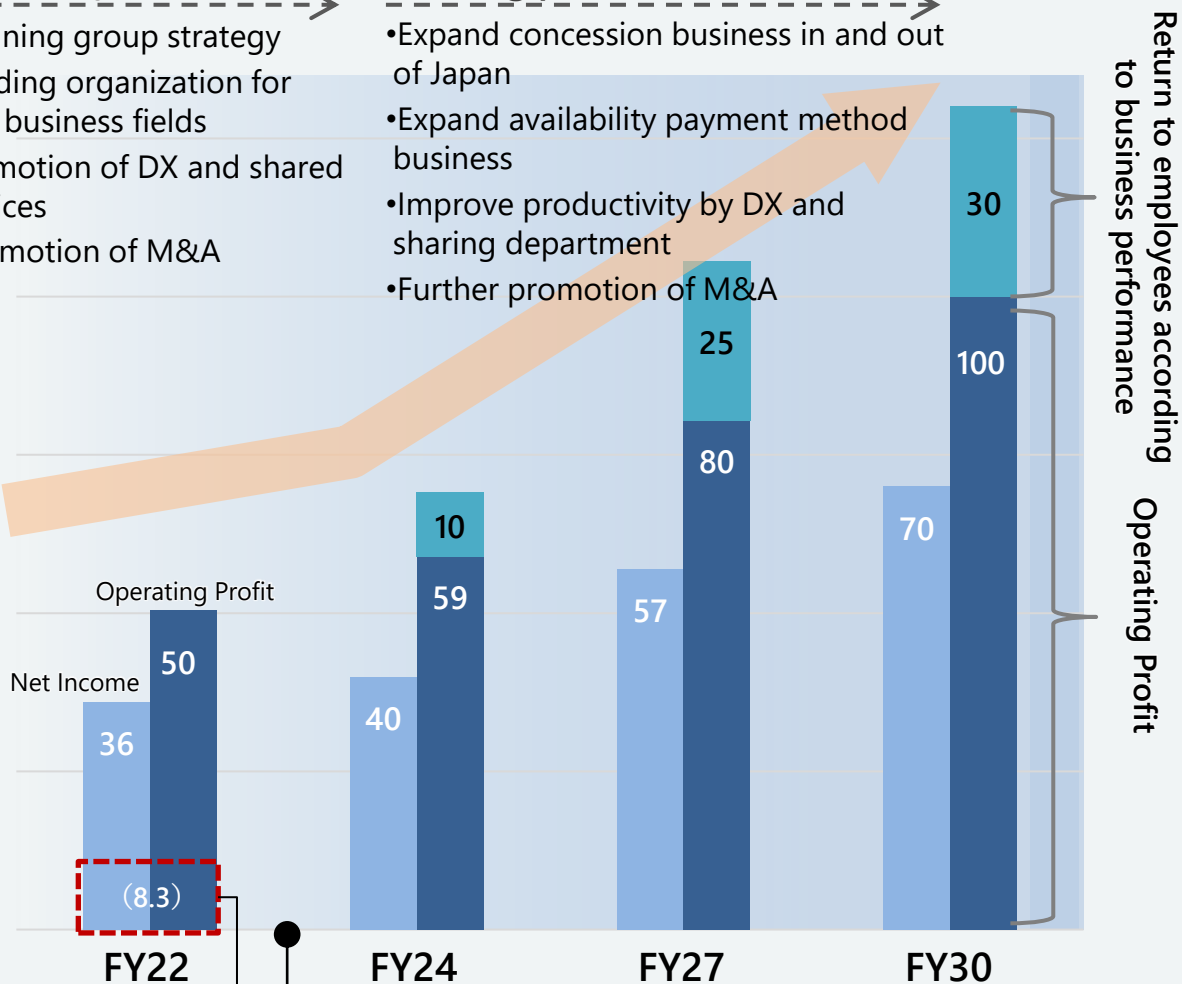 ning group strategy
ding organization for
business fields
motion of DX and shared
ices
motion of M&A
•Expand concession business in and out
of Japan
•Expand availability payment method
business
•Improve productivity by DX and
sharing department
•Further promotion of M&A
Return to employees according
to business performance
Operating Profit
30
100
70
25
80
57
10
59
40
Operating Profit
50
Net Income
36
(8.3)
FY22
FY24
FY27
FY30